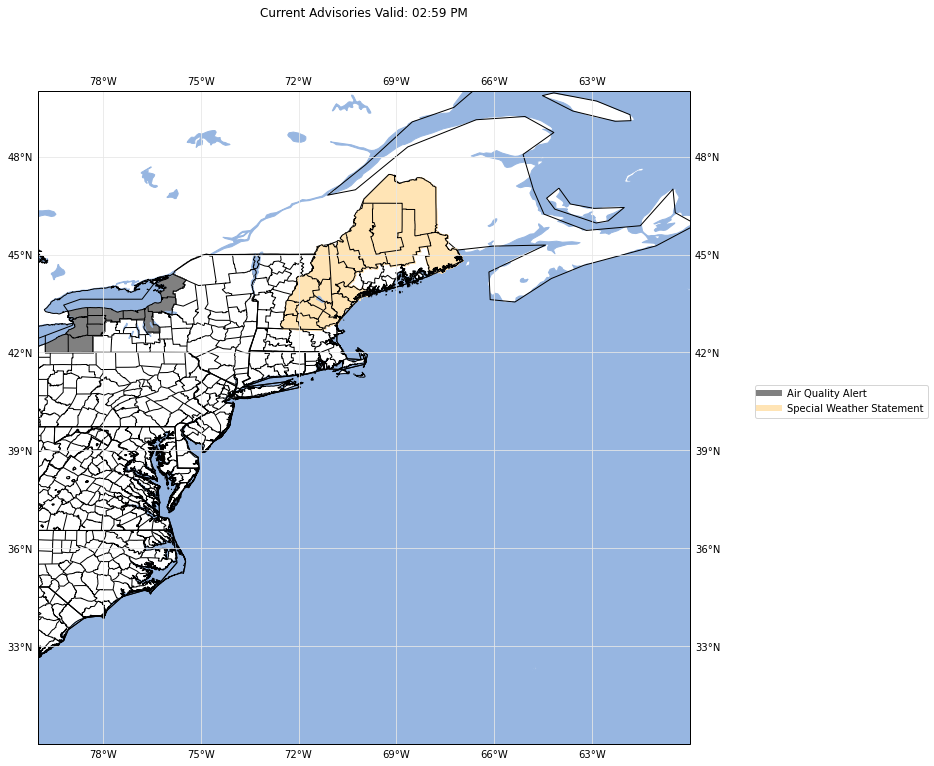 Current Advisories Valid: 02:59 PM
78°W 75°W 72°W 69°W 66°W 63°W
48°N 48°N
45°N 45°N
42°N 42°N
Air Quality Alert
Special Weather Statement
39°N 39°N
36°N 36°N
33°N 33°N
78°W 75°W 72°W 69°W 66°W 63°W